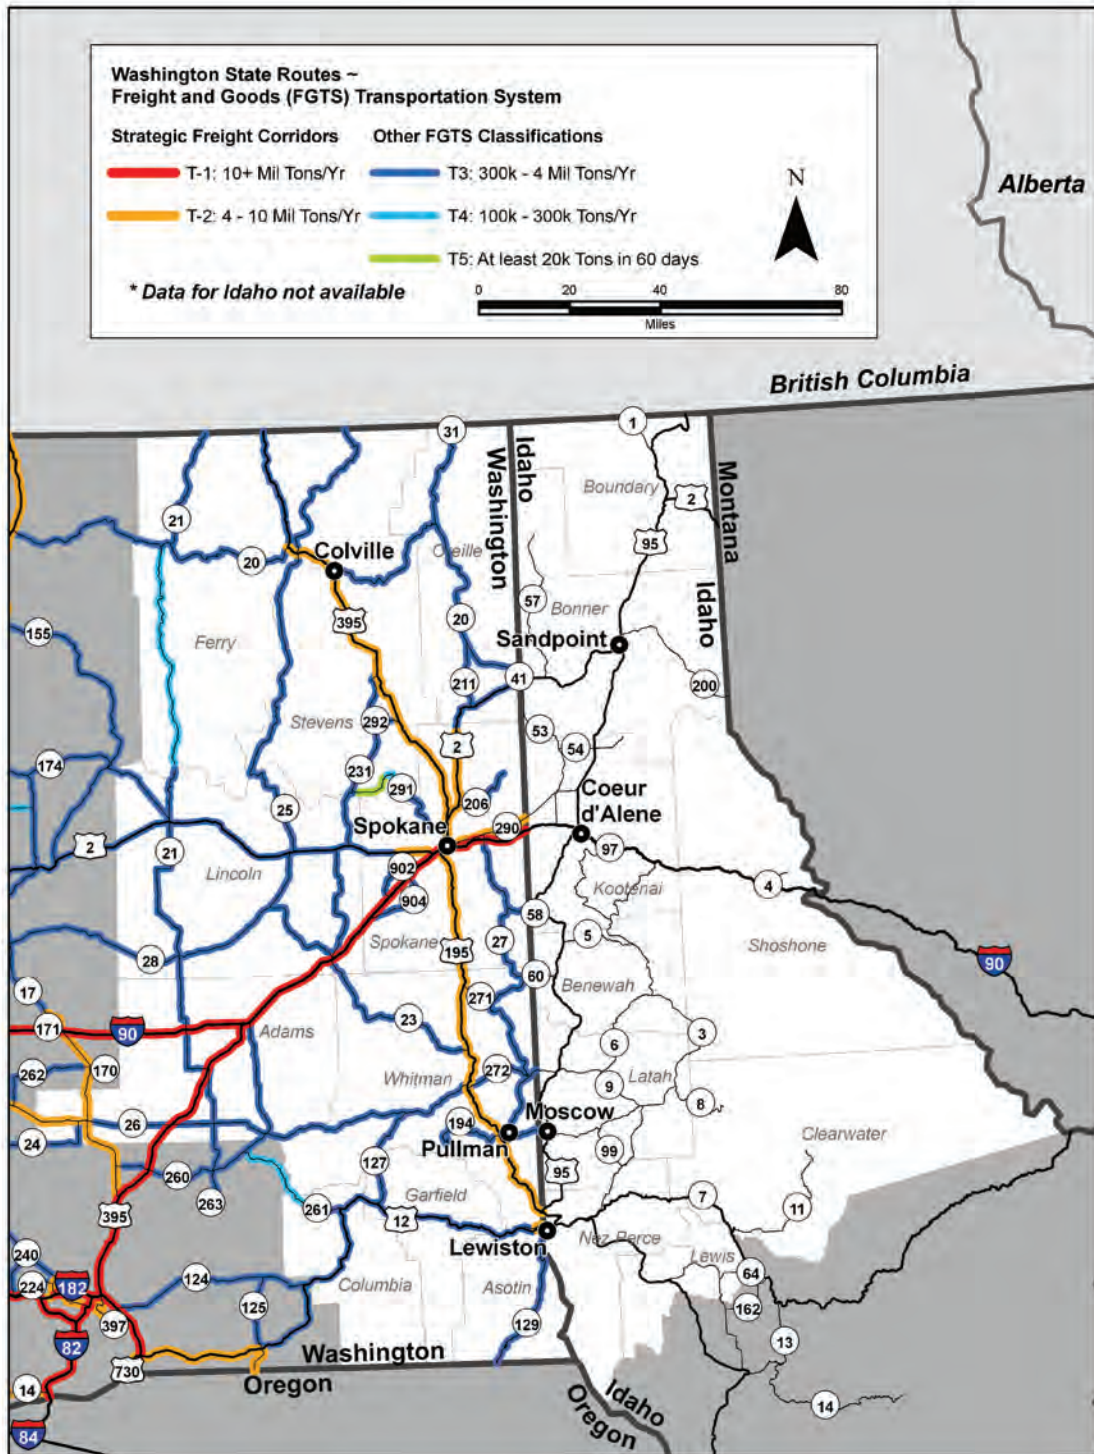 Washington State Routes ~
Freight and Goods (FGTS) Transportation System
Strategic Freight Corridors
Other FGTS Classifications
T-1: 10+ Mil Tons/Yr
T3: 300k - 4 Mil Tons/Yr
T-2: 4 - 10 Mil Tons/Yr
T4: 100k - 300k Tons/Yr
T5: At least 20k Tons in 60 days
* Data for Idaho not available
N
0 20 40 80
Miles
Alberta
British Columbia
31
1
Idaho
Washington
Montana
Boundary
2
21
95
20
Colville
Oreille
57
Bonner
Idaho
395
20
155
Ferry
Sandpoint
41
200
211
Stevens
292
53
54
2
174
231
291
25
206
Coeur
d'Alene
Spokane
290
2
21
97
902
Lincoln
904
4
Kootenai
58
Spokane
5
Shoshone
195
27
28
90
60
Benewah
17
271
171
90
Adams
23
3
6
262
170
272
Whitman
9
Latah
8
26
194
Moscow
24
Pullman
99
Clearwater
127
95
260
263
Garfield
7
11
395
261
12
Lewiston
Nez Perce
240
Lewis
64
224
182
124
Columbia
Asotin
162
125
397
129
13
82
730
Washington
14
Oregon
Idaho
Oregon
14
84